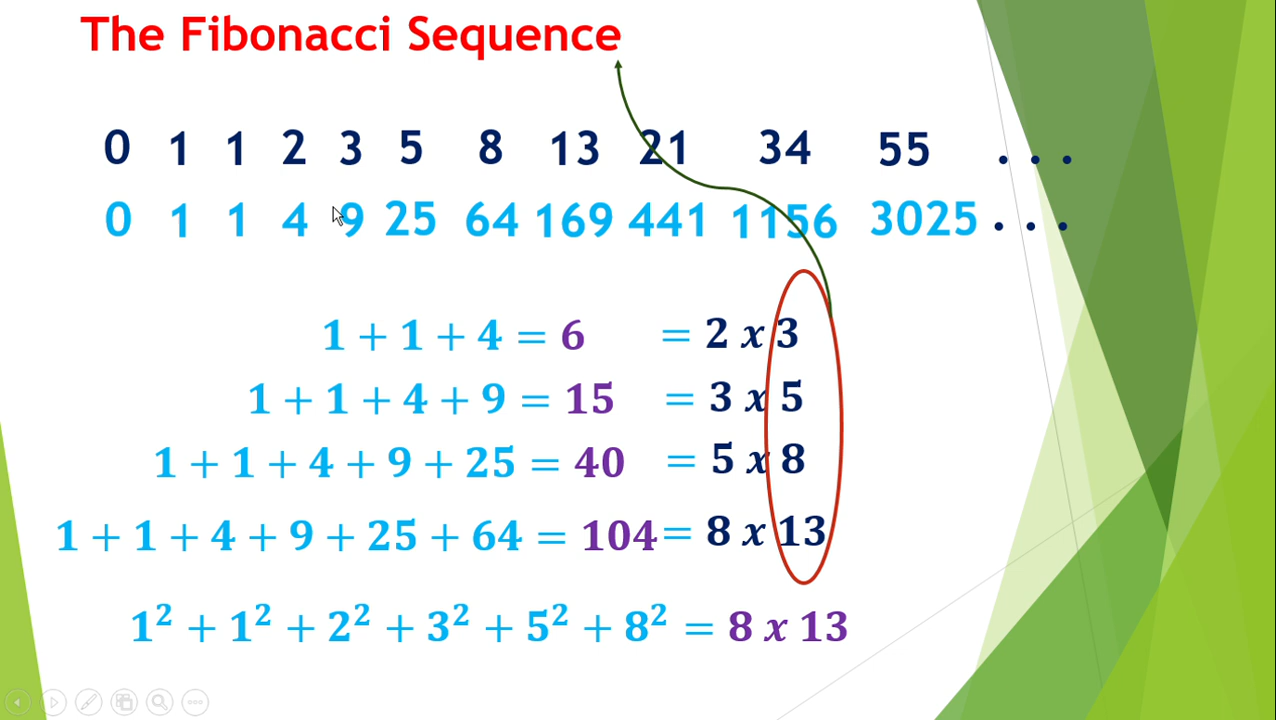 The Fibonacci Sequence
0 1 1 2 3 5 8 13 21 34 55 . . .
0 1 1 4 9 25 64 169 441 1156 3025 . . .
1 + 1 + 4 = 6 = 2 x 3
1 + 1 + 4 + 9 = 15 = 3 x 5
1 + 1 + 4 + 9 + 25 = 40 = 5 x 8
1 + 1 + 4 + 9 + 25 + 64 = 104 = 8 x 13
1² + 1² + 2² + 3² + 5² + 8² = 8 x 13